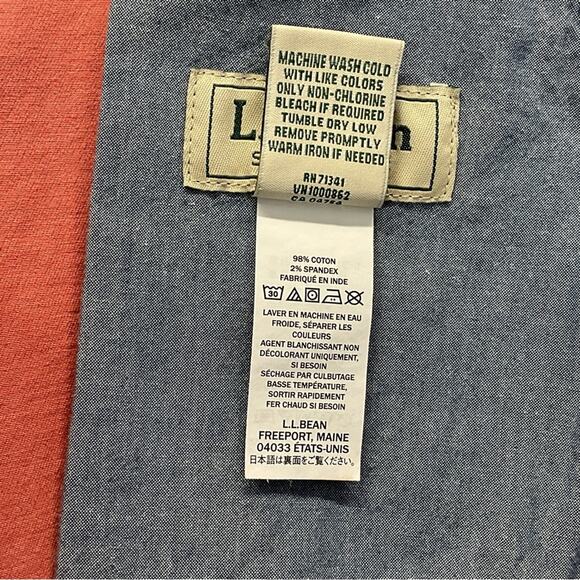 MACHINE WASH COLD
WITH LIKE COLORS
ONLY NON-CHLORINE
BLEACH IF REQUIRED
TUMBLE DRY LOW
REMOVE PROMPTLY
WARM IRON IF NEEDED
RN71341
VN1000862
98% COTON
2% SPANDEX
FABRIQUÉ EN INDE
30
LAVER EN MACHINE EN EAU
FROIDE, SÉPARER LES
COULEURS
AGENT BLANCHISSANT NON
DÉCOLORANT UNIQUEMENT,
SI BESOIN
SÉCHAGE PAR CULBUTAGE
BASSE TEMPÉRATURE,
SORTIR RAPIDEMENT
FER CHAUD SI BESOIN
L.L.BEAN
FREEPORT, MAINE
04033 ÉTATS-UNIS
日本語は裏面をご覧ください。